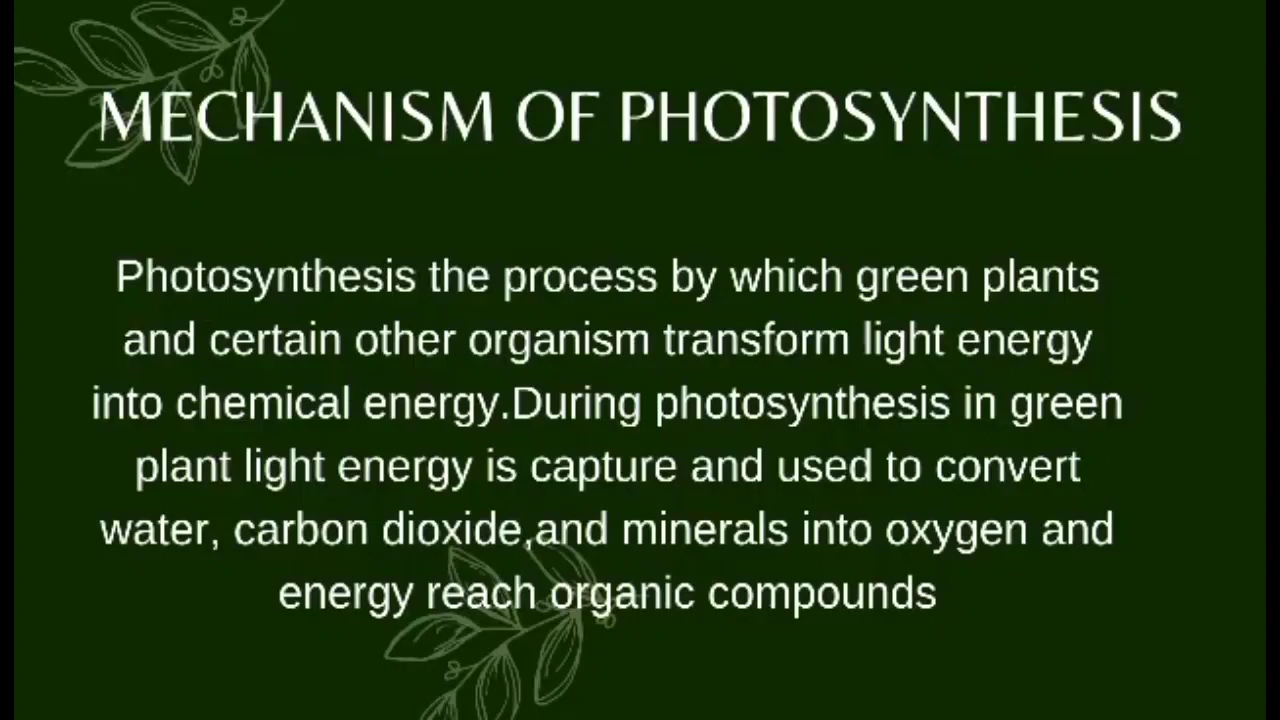 MECHANISM OF PHOTOSYNTHESIS
Photosynthesis the process by which green plants
and certain other organism transform light energy
into chemical energy.During photosynthesis in green
plant light energy is capture and used to convert
water, carbon dioxide,and minerals into oxygen and
energy reach organic compounds